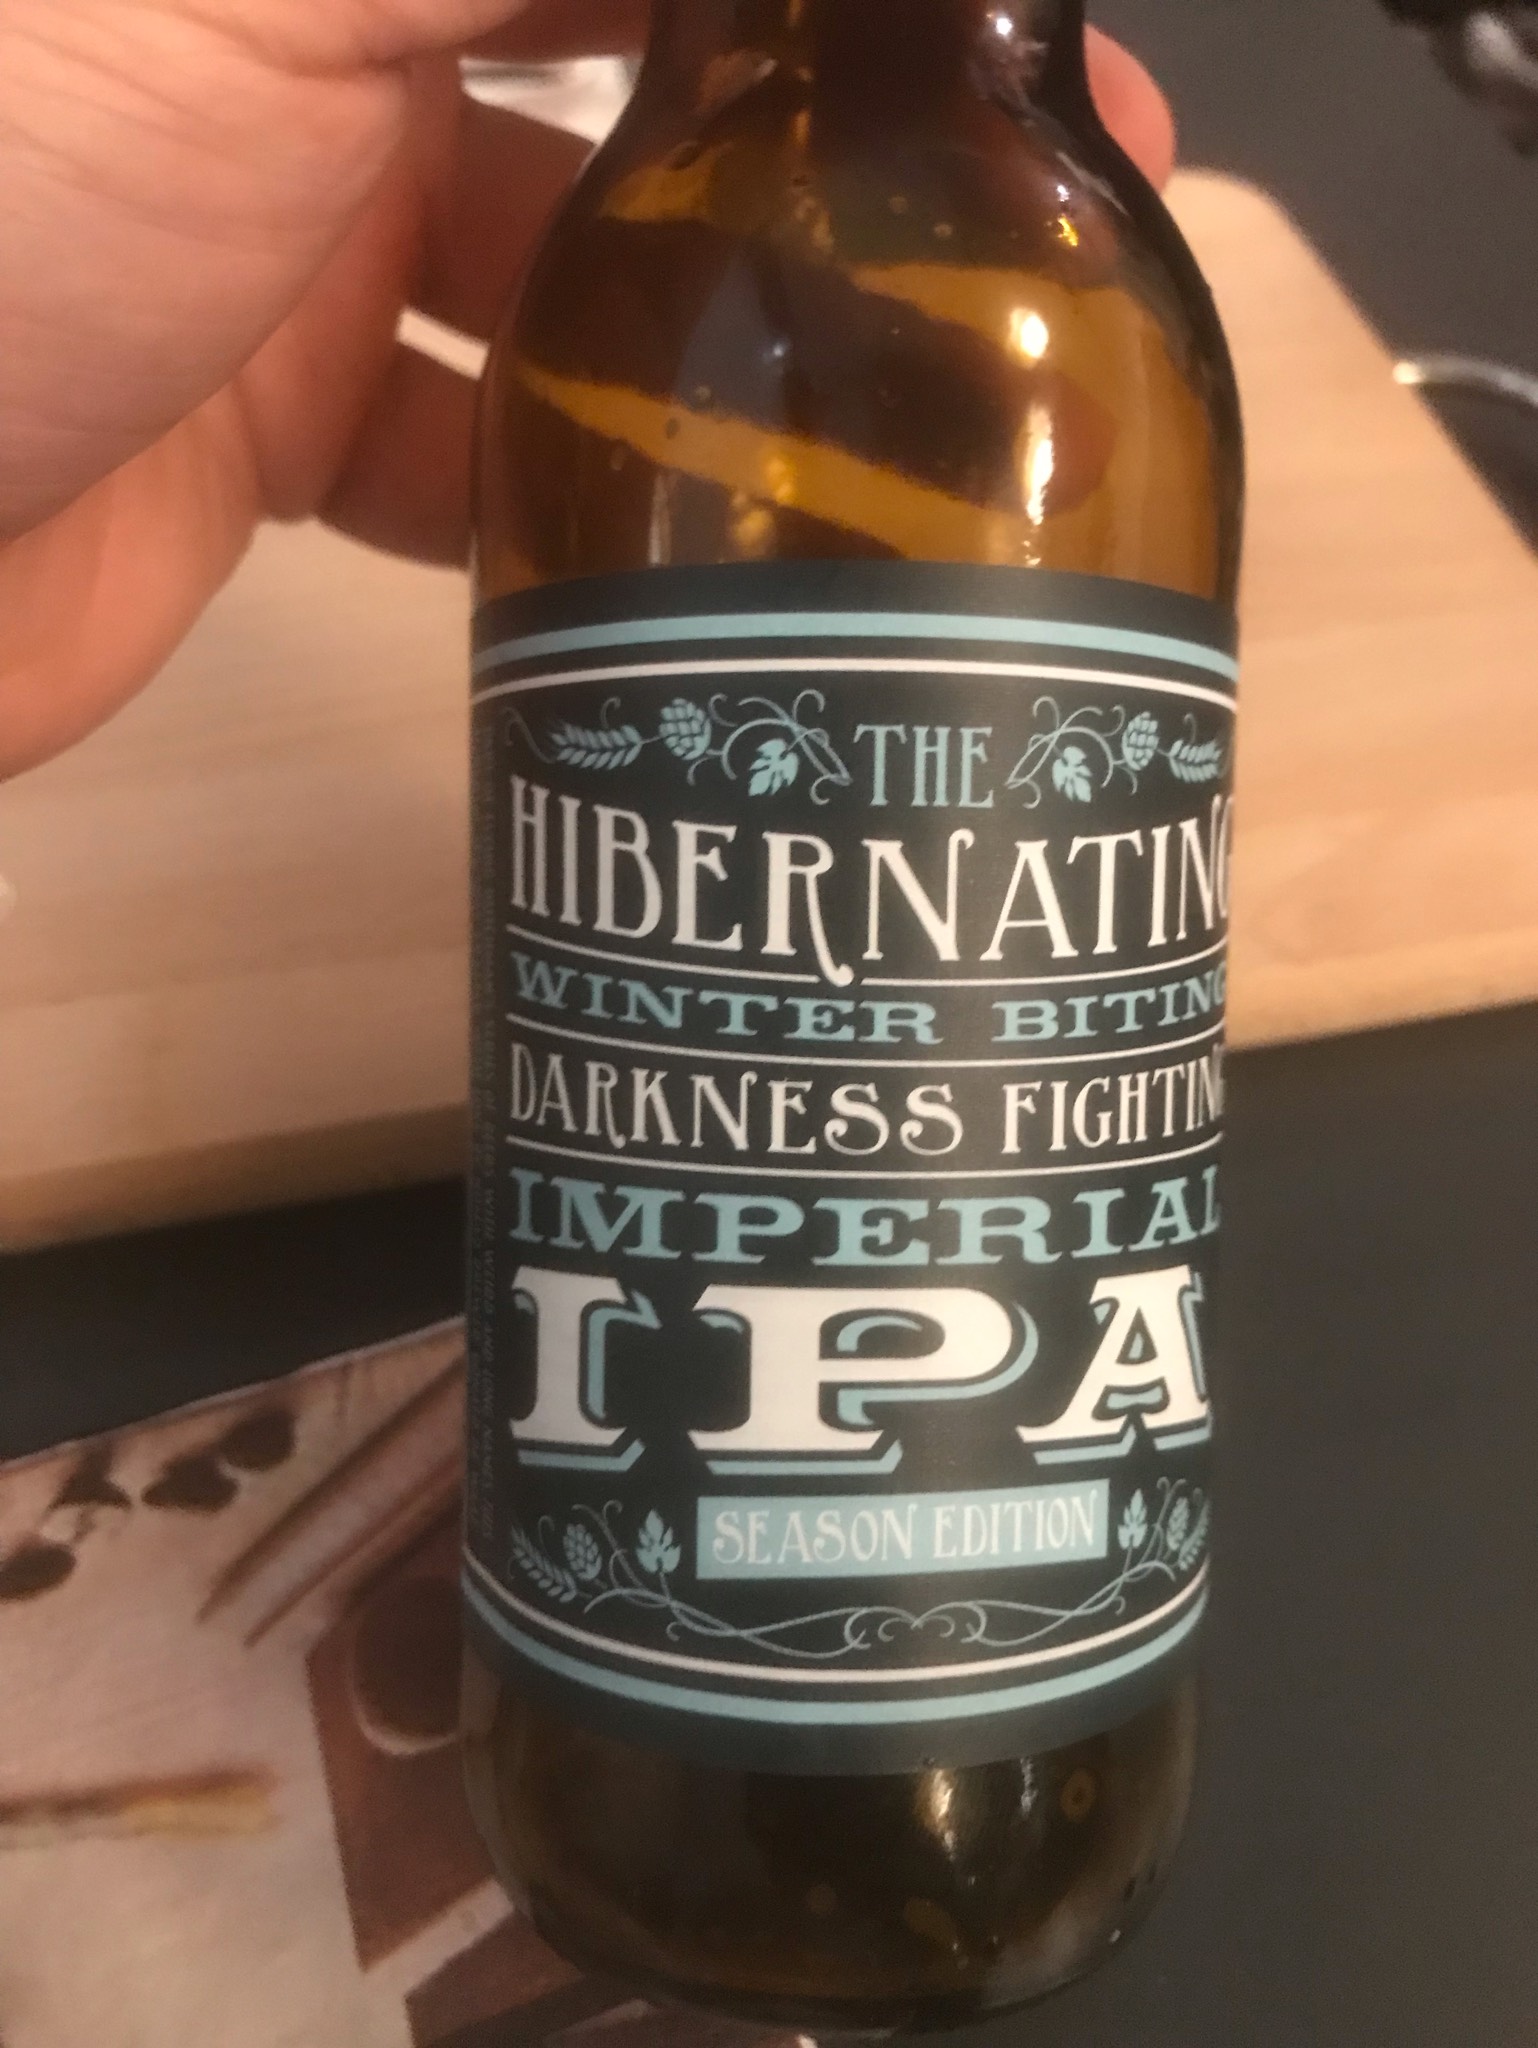 THE
HIBERNATING
WINTER BITING
DARKNESS FIGHTING
IMPERIAL
IPA
SEASON EDITION